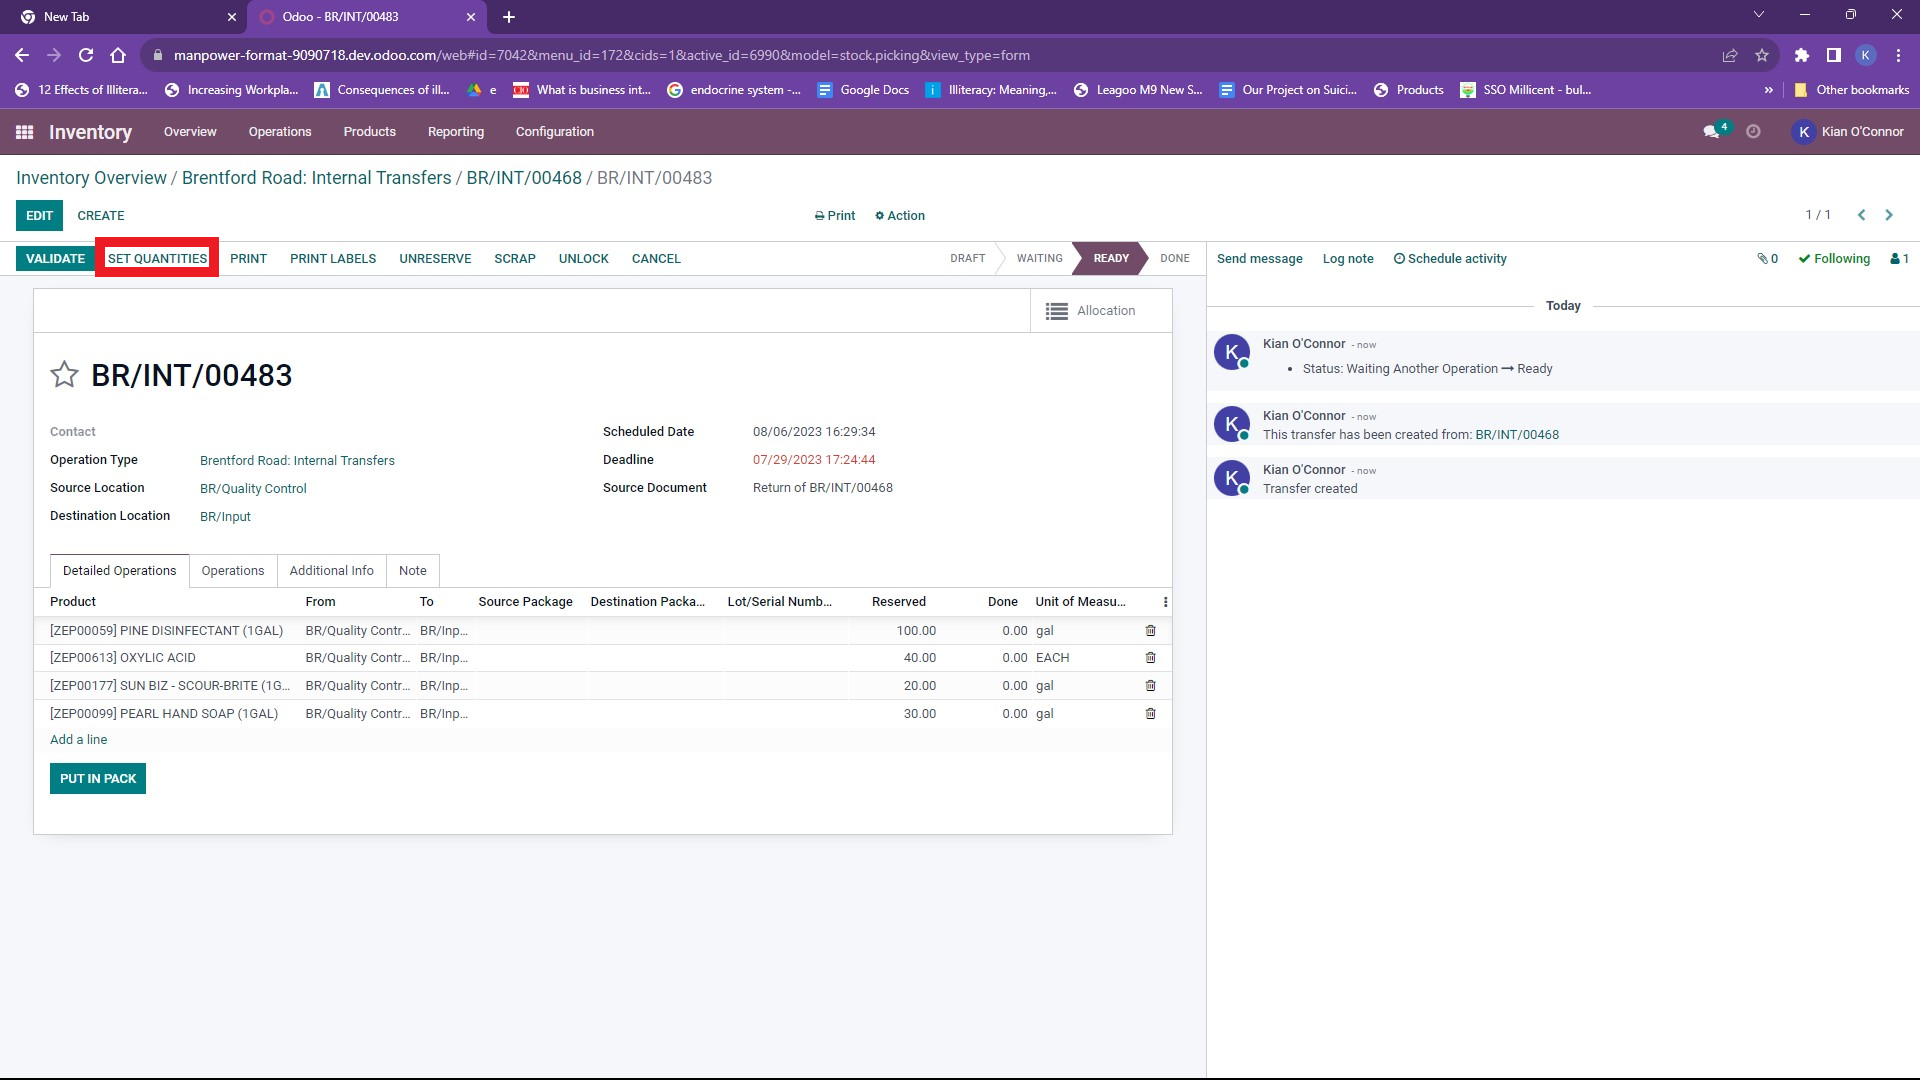 New Tab
Odoo - BR/INT/00483
manpower-format-9090718.dev.odoo.com/web#id=7042&menu_id=172&cids=1&active_id=6990&model=stock.picking&view_type=form
K
12 Effects of Illitera...
Increasing Workpla...
Consequences of ill...
e
What is business int...
endocrine system -...
Google Docs
Illiteracy: Meaning,...
Leagoo M9 New S...
Our Project on Suici...
Products
SSO Millicent - bul...
»
Other bookmarks
Inventory
Overview
Operations
Products
Reporting
Configuration
4
K
Kian O'Connor
Inventory Overview / Brentford Road: Internal Transfers / BR/INT/00468 / BR/INT/00483
EDIT
CREATE
Print
Action
1 / 1
VALIDATE
SET QUANTITIES
PRINT
PRINT LABELS
UNRESERVE
SCRAP
UNLOCK
CANCEL
DRAFT
WAITING
READY
DONE
Send message
Log note
Schedule activity
0
Following
1
Allocation
Today
BR/INT/00483
Contact
Operation Type
Brentford Road: Internal Transfers
Source Location
BR/Quality Control
Destination Location
BR/Input
Scheduled Date
08/06/2023 16:29:34
Deadline
07/29/2023 17:24:44
Source Document
Return of BR/INT/00468
K
Kian O'Connor - now
Status: Waiting Another Operation → Ready
K
Kian O'Connor - now
This transfer has been created from: BR/INT/00468
K
Kian O'Connor - now
Transfer created
Detailed Operations
Operations
Additional Info
Note
Product From To Source Package Destination Packa... Lot/Serial Numb... Reserved Done Unit of Measu...
[ZEP00059] PINE DISINFECTANT (1GAL) BR/Quality Contr... BR/Inp... 100.00 0.00 gal
[ZEP00613] OXYLIC ACID BR/Quality Contr... BR/Inp... 40.00 0.00 EACH
[ZEP00177] SUN BIZ - SCOUR-BRITE (1G... BR/Quality Contr... BR/Inp... 20.00 0.00 gal
[ZEP00099] PEARL HAND SOAP (1GAL) BR/Quality Contr... BR/Inp... 30.00 0.00 gal
Add a line
PUT IN PACK